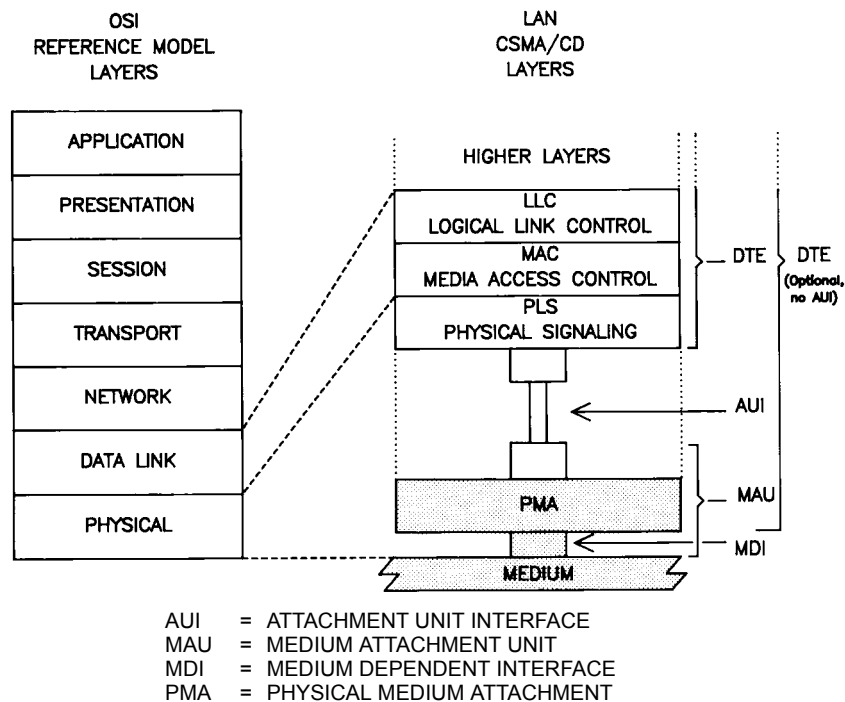 OSI
REFERENCE MODEL
LAYERS
LAN
CSMA/CD
LAYERS
APPLICATION
PRESENTATION
SESSION
TRANSPORT
NETWORK
DATA LINK
PHYSICAL
HIGHER LAYERS
LLC
LOGICAL LINK CONTROL
MAC
MEDIA ACCESS CONTROL
PLS
PHYSICAL SIGNALING
DTE
DTE
(Optional,
no AUI)
AUI
PMA
MAU
MDI
MEDIUM
AUI = ATTACHMENT UNIT INTERFACE
MAU = MEDIUM ATTACHMENT UNIT
MDI = MEDIUM DEPENDENT INTERFACE
PMA = PHYSICAL MEDIUM ATTACHMENT